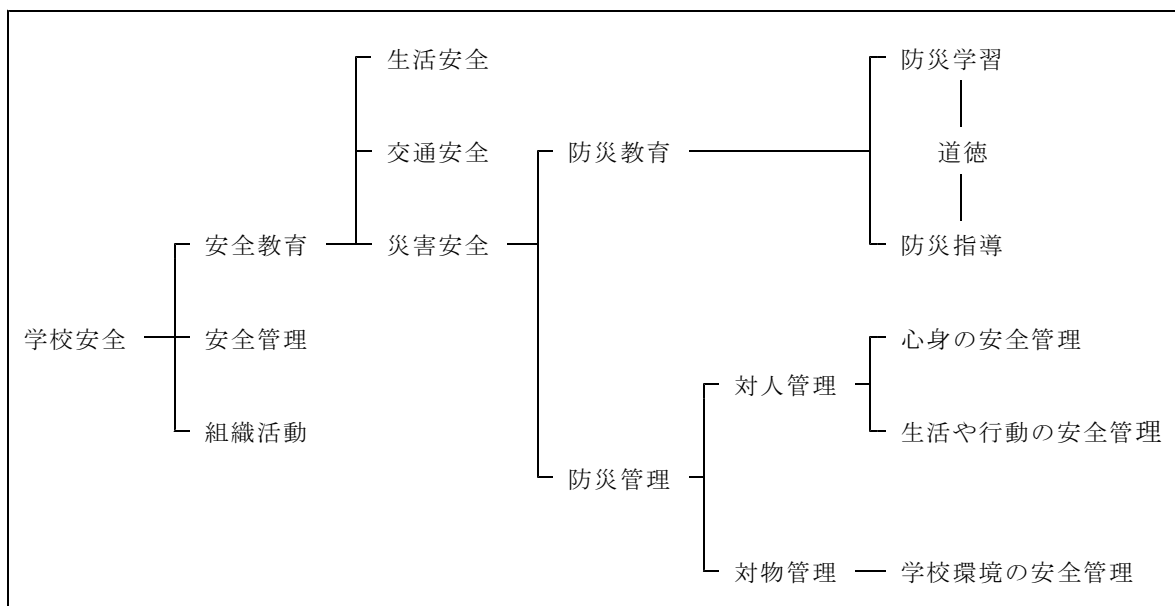 生活安全
防災学習
交通安全
防災教育
道徳
安全教育
災害安全
防災指導
学校安全
安全管理
心身の安全管理
対人管理
組織活動
生活や行動の安全管理
防災管理
対物管理
学校環境の安全管理